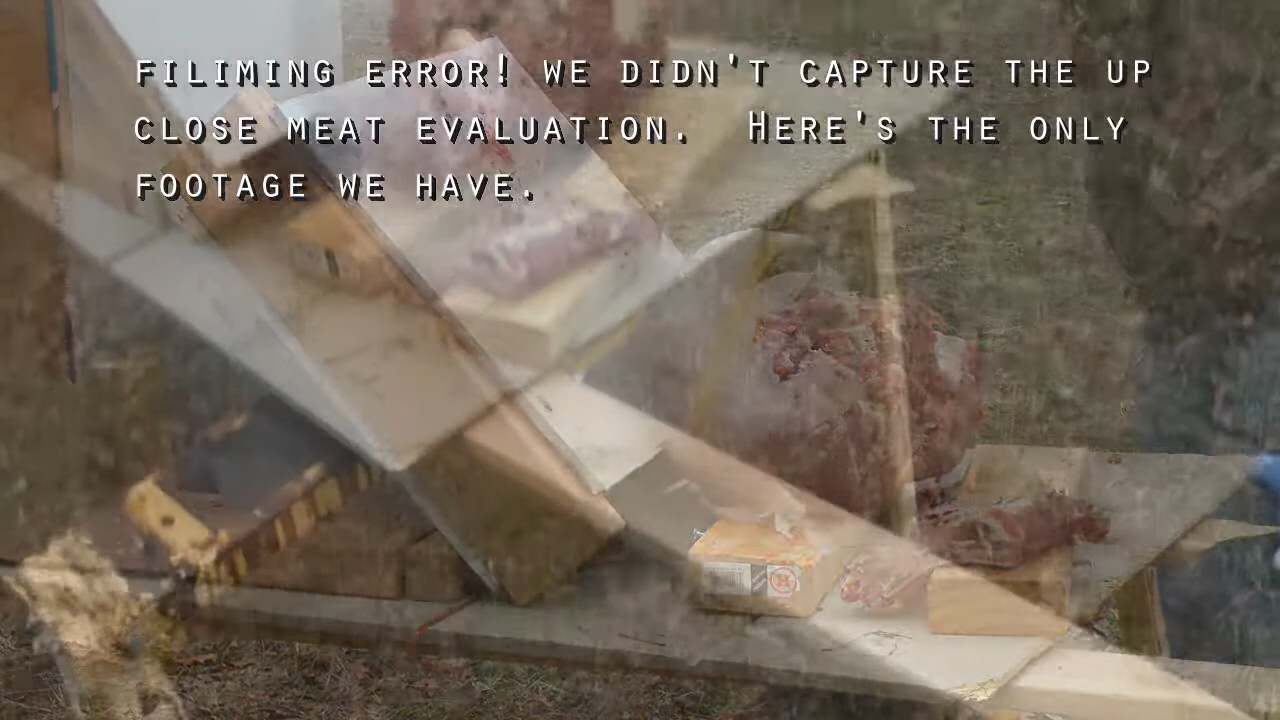 FILIMING ERROR! WE DIDN'T CAPTURE THE UP
CLOSE MEAT EVALUATION. HERE'S THE ONLY
FOOTAGE WE HAVE.